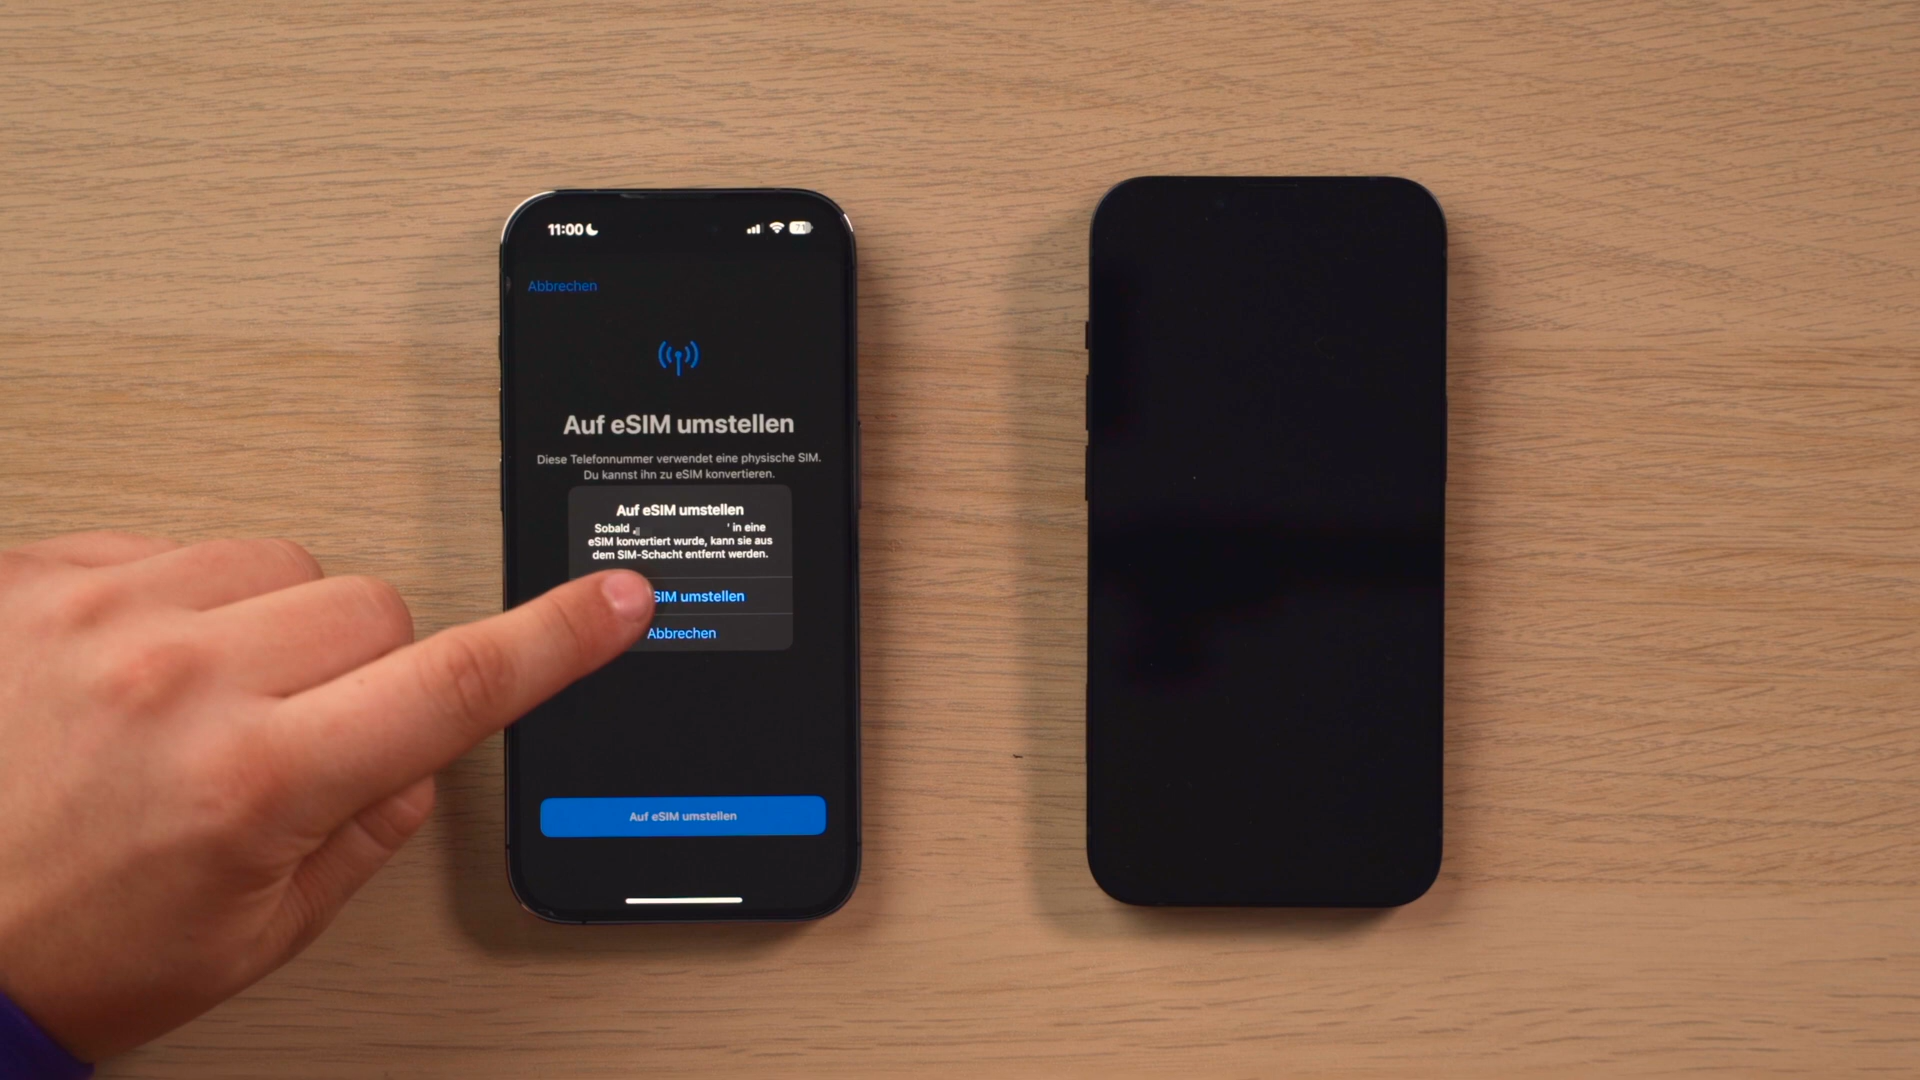 11:00
71
Abbrechen
Auf eSIM umstellen
Diese Telefonnummer verwendet eine physische SIM.
Du kannst ihn zu eSIM konvertieren.
Auf eSIM umstellen
Sobald „ ‘ in eine
eSIM konvertiert wurde, kann sie aus
dem SIM-Schacht entfernt werden.
SIM umstellen
Abbrechen
Auf eSIM umstellen